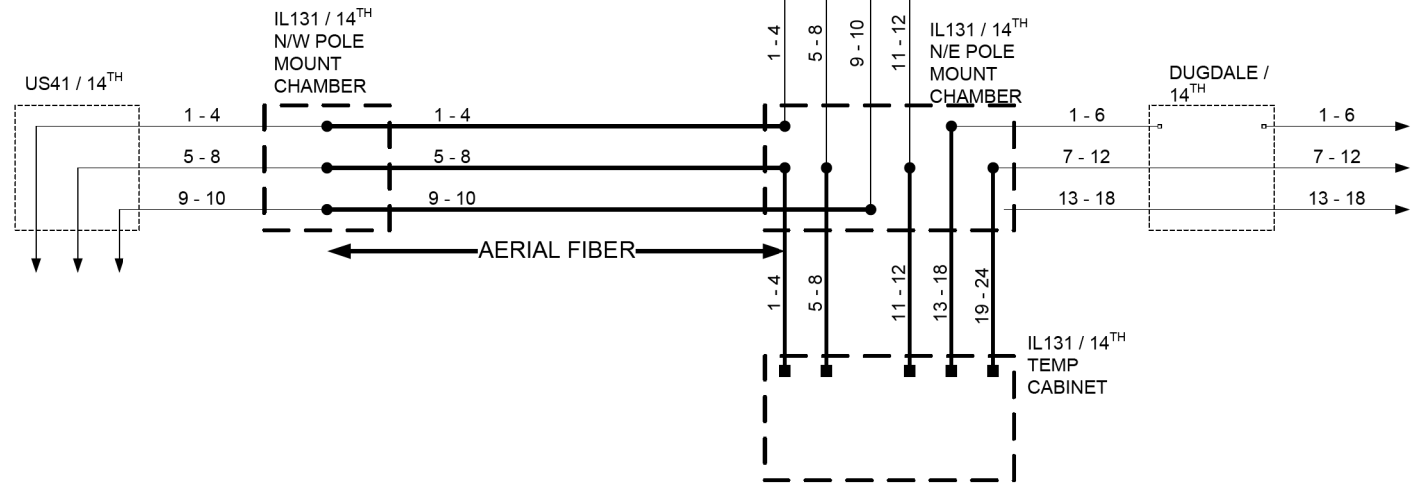 IL131 / 14TH
N/W POLE
MOUNT
CHAMBER
US41 / 14TH
1 - 4
5 - 8
9 - 10
1 - 4
5 - 8
9 - 10
AERIAL FIBER
1 - 4
5 - 8
9 - 10
11 - 12
IL131 / 14TH
N/E POLE
MOUNT
CHAMBER
1 - 6
7 - 12
13 - 18
DUGDALE /
14TH
1 - 6
7 - 12
13 - 18
1 - 4
5 - 8
11 - 12
13 - 18
19 - 24
IL131 / 14TH
TEMP
CABINET